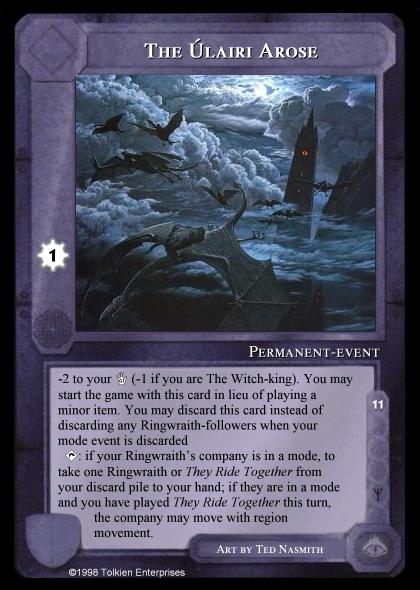 The Úlairi Arose
1
Permanent-event
-2 to your (-1 if you are The Witch-king). You may
start the game with this card in lieu of playing a
minor item. You may discard this card instead of
discarding any Ringwraith-followers when your
mode event is discarded
: if your Ringwraith's company is in a mode, to
take one Ringwraith or They Ride Together from
your discard pile to your hand; if they are in a mode
and you have played They Ride Together this turn,
the company may move with region
movement.
11
Art by Ted Nasmith
©1998 Tolkien Enterprises